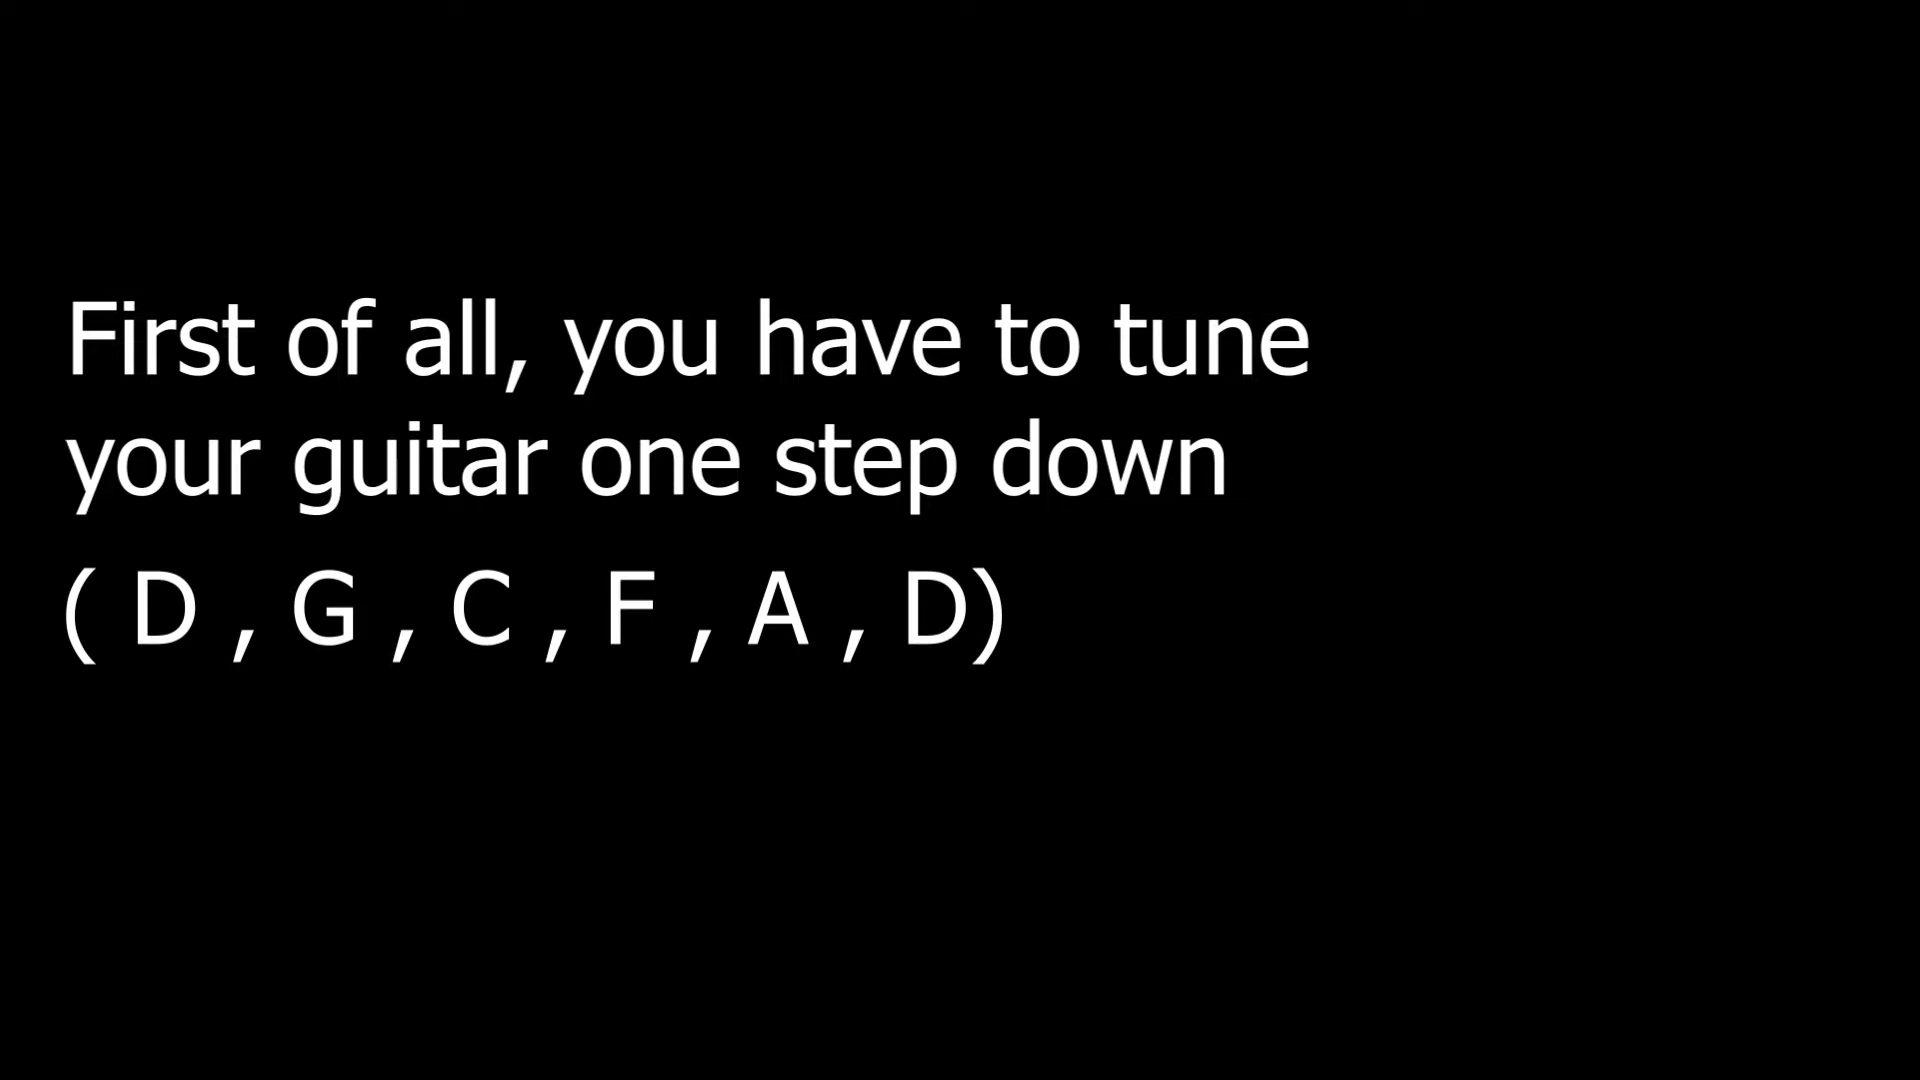 First of all, you have to tune
your guitar one step down
( D , G , C , F , A , D)